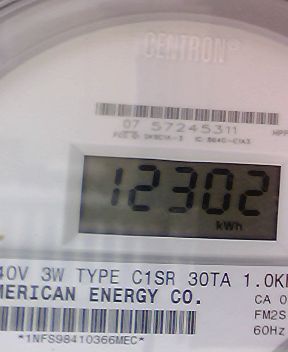 CENTRON®
07 57245311
12302
kWh
40V 3W TYPE C1SR 30TA 1.0K
MERICAN ENERGY CO.
CA 0
FM2S
60Hz
*1NFS98410366MEC*